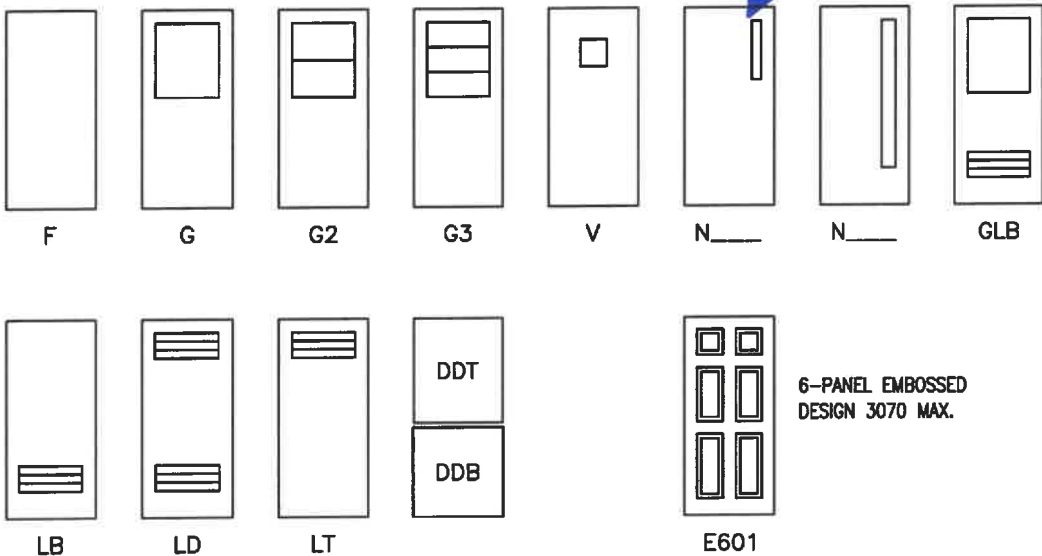 F G G2 G3 V N___ N___ GLB
DDT
6-PANEL EMBOSSED
DESIGN 3070 MAX.
DDB
LB LD LT E601